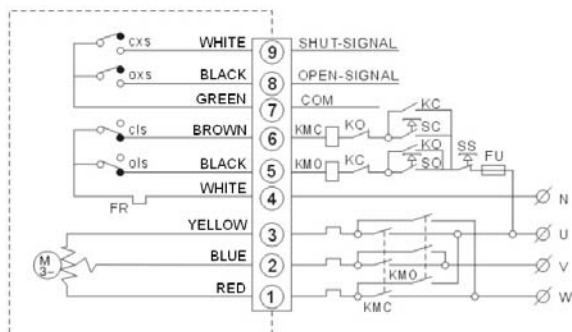 cxs WHITE 9 SHUT-SIGNAL
oxs BLACK 8 OPEN-SIGNAL
GREEN 7 COM KC
cls BROWN 6 KMC KO SC
KO SS FU
ols BLACK 5 KMO KC SO
FR WHITE 4 N
YELLOW 3 U
M 3~ BLUE 2 V
KMO
RED 1 W
KMC